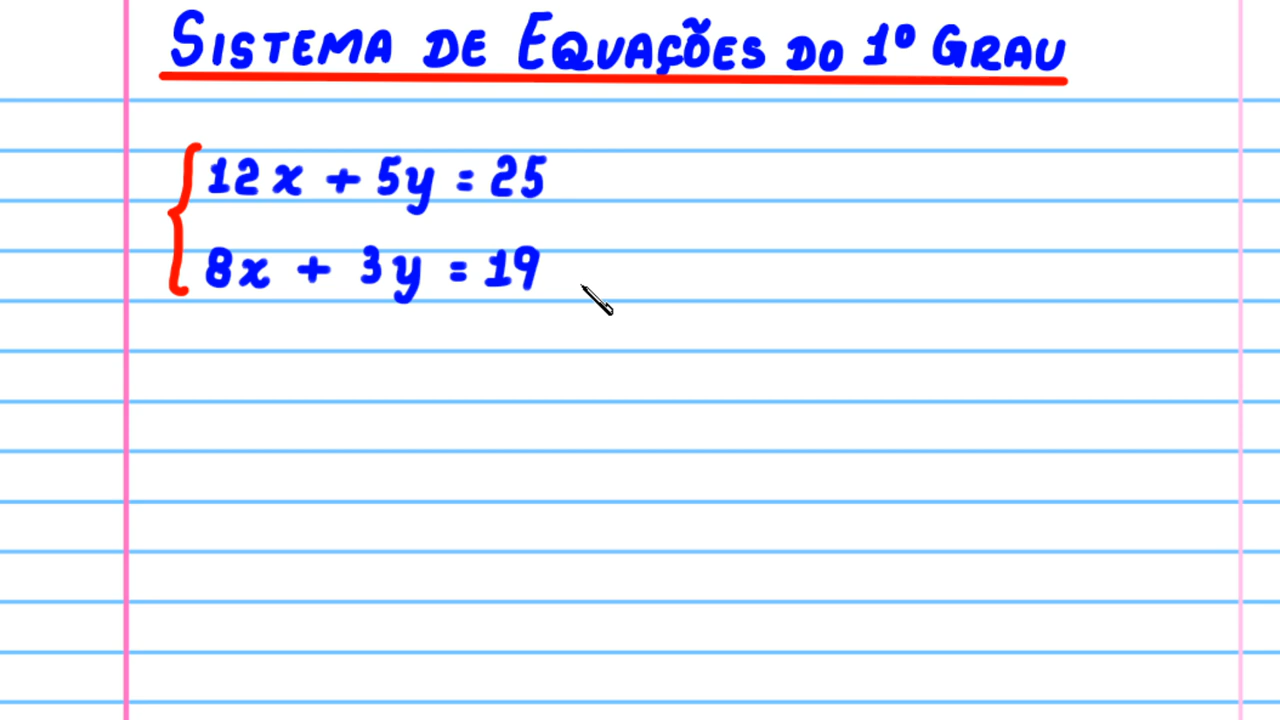 SISTEMA DE EQUAÇÕES DO 1º GRAU
12x + 5y = 25
8x + 3y = 19